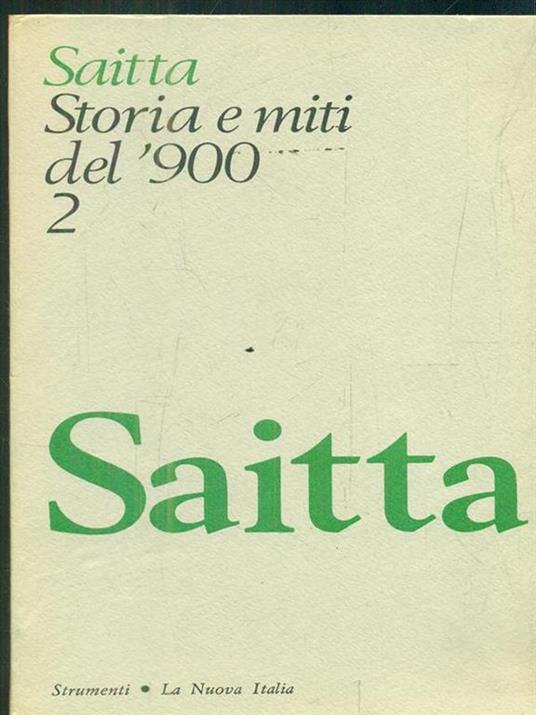 Saitta
Storia e miti
del '900
2
Saitta
Strumenti • La Nuova Italia